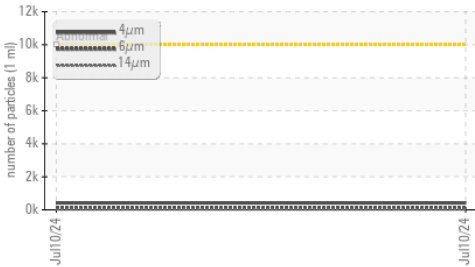 12k
10k
8k
6k
4k
2k
0k
number of particles (1 ml)
Abnormal
4µm
6µm
14µm
Jul10/24
Jul10/24